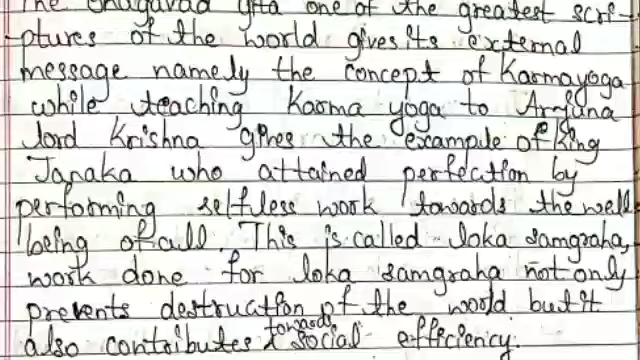 The Bhagavad gita one of the greatest scri-
-ptures of the world gives its external
message namely the concept of Karmayoga
while teaching Karma yoga to Arjuna
lord Krishna gives the example of King
Janaka who attained perfection by
performing selfless work towards the well
being of all. This is called loka samgraha,
work done for loka samgraha not only
prevents destruction of the world but it
also contributes towards social efficiency.